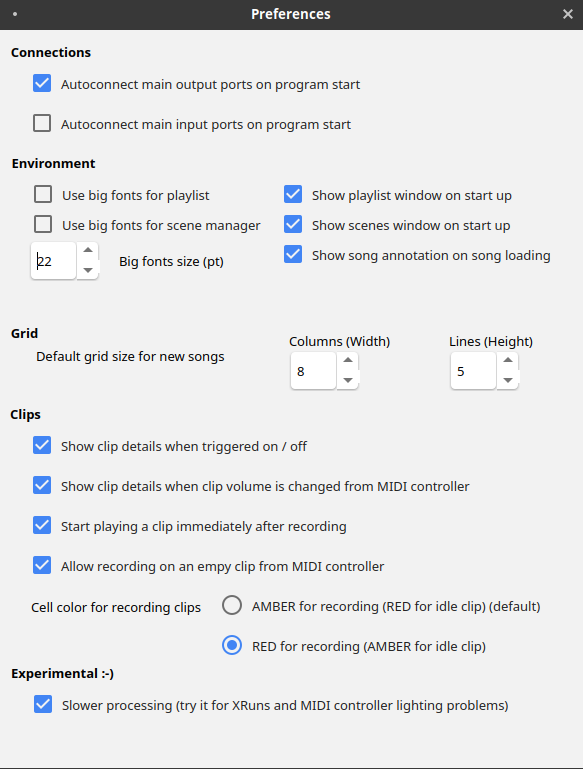 Preferences
Connections
Autoconnect main output ports on program start
Autoconnect main input ports on program start
Environment
Use big fonts for playlist
Show playlist window on start up
Use big fonts for scene manager
Show scenes window on start up
22
Big fonts size (pt)
Show song annotation on song loading
Grid
Default grid size for new songs
Columns (Width)
Lines (Height)
8
5
Clips
Show clip details when triggered on / off
Show clip details when clip volume is changed from MIDI controller
Start playing a clip immediately after recording
Allow recording on an empy clip from MIDI controller
Cell color for recording clips
AMBER for recording (RED for idle clip) (default)
RED for recording (AMBER for idle clip)
Experimental :-)
Slower processing (try it for XRuns and MIDI controller lighting problems)